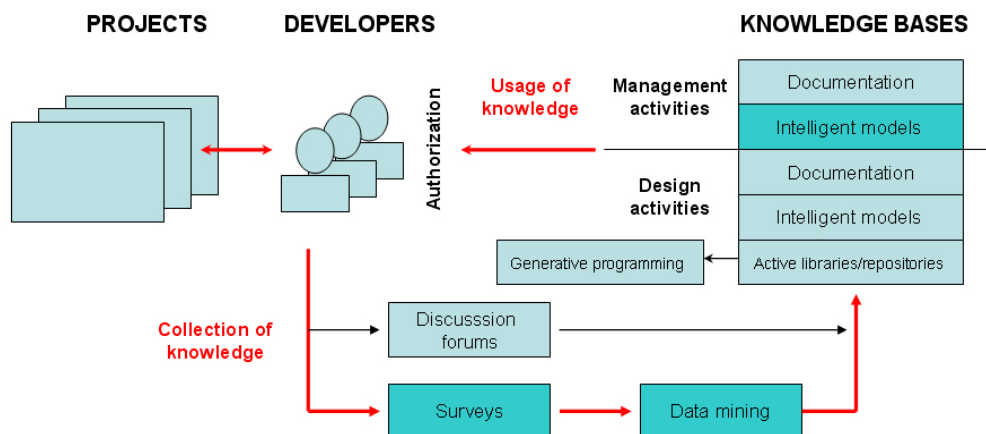 PROJECTS
DEVELOPERS
KNOWLEDGE BASES
Usage of
knowledge
Management
activities
Authorization
Design
activities
Documentation
Intelligent models
Documentation
Intelligent models
Active libraries/repositories
Generative programming
Collection of
knowledge
Discusssion
forums
Surveys
Data mining